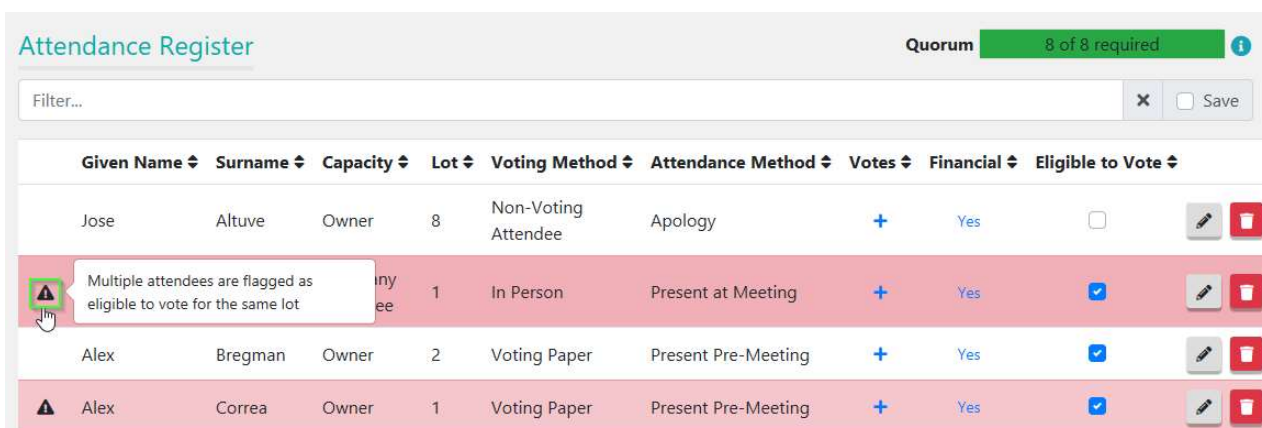 Attendance Register
Quorum 8 of 8 required
Filter... Save
Given Name Surname Capacity Lot Voting Method Attendance Method Votes Financial Eligible to Vote
Jose Altuve Owner 8 Non-Voting Attendee Apology + Yes
Multiple attendees are flagged as
eligible to vote for the same lot
1 In Person Present at Meeting + Yes
Alex Bregman Owner 2 Voting Paper Present Pre-Meeting + Yes
Alex Correa Owner 1 Voting Paper Present Pre-Meeting + Yes